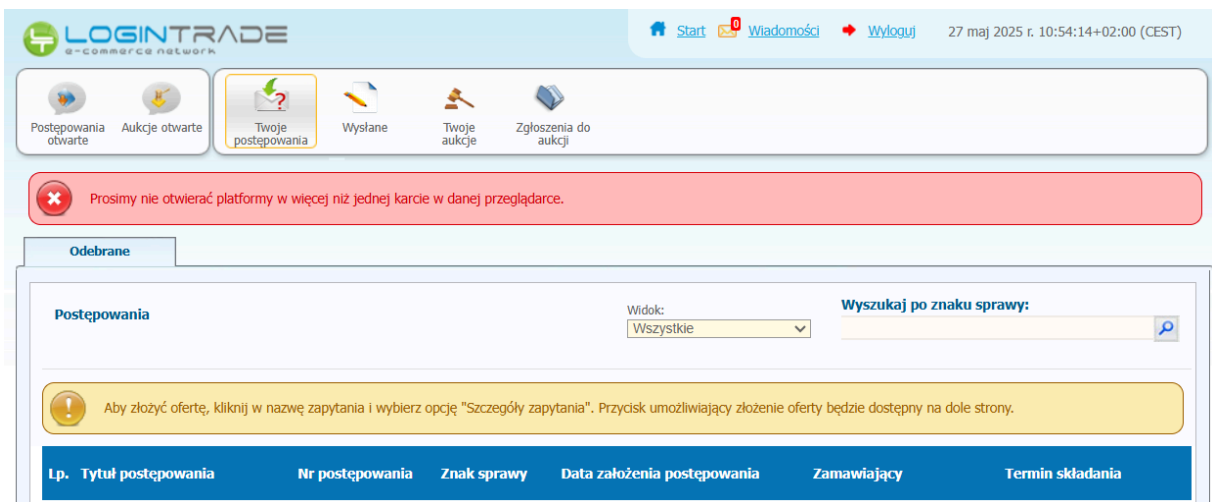 LOGINTRADE
e-commerce network
Start 0 Wiadomości Wyloguj 27 maj 2025 r. 10:54:14+02:00 (CEST)
Postępowania otwarte
Aukcje otwarte
Twoje postępowania
Wysłane
Twoje aukcje
Zgłoszenia do aukcji
Prosimy nie otwierać platformy w więcej niż jednej karcie w danej przeglądarce.
Odebrane
Postępowania
Widok:
Wszystkie
Wyszukaj po znaku sprawy:
Aby złożyć ofertę, kliknij w nazwę zapytania i wybierz opcję "Szczegóły zapytania". Przycisk umożliwiający złożenie oferty będzie dostępny na dole strony.
Lp. Tytuł postępowania Nr postępowania Znak sprawy Data założenia postępowania Zamawiający Termin składania